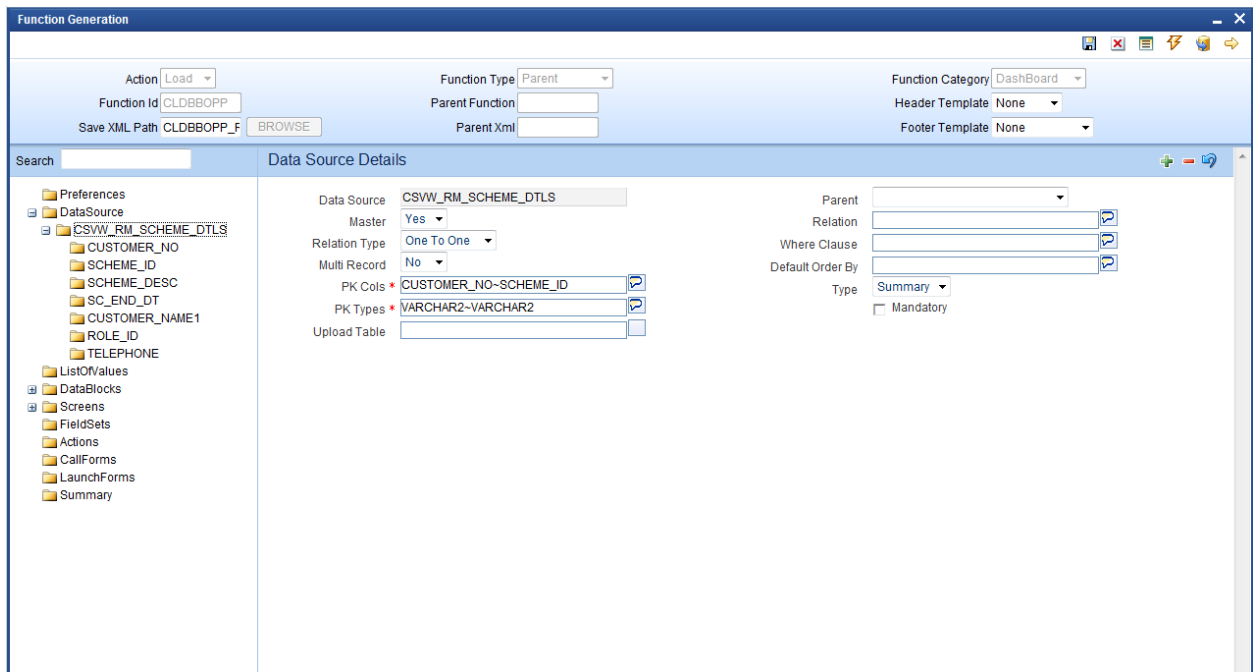 Function Generation
Action Load Function Type Parent Function Category DashBoard
Function Id CLDBBOPP Parent Function Header Template None
Save XML Path CLDBBOPP_F BROWSE Parent Xml Footer Template None
Search Data Source Details
Preferences
DataSource
CSVW_RM_SCHEME_DTLS
CUSTOMER_NO
SCHEME_ID
SCHEME_DESC
SC_END_DT
CUSTOMER_NAME1
ROLE_ID
TELEPHONE
ListOfValues
DataBlocks
Screens
FieldSets
Actions
CallForms
LaunchForms
Summary
Data Source CSVW_RM_SCHEME_DTLS Parent
Master Yes Relation
Relation Type One To One Where Clause
Multi Record No Default Order By
PK Cols * CUSTOMER_NO~SCHEME_ID Type Summary
PK Types * VARCHAR2~VARCHAR2 Mandatory
Upload Table